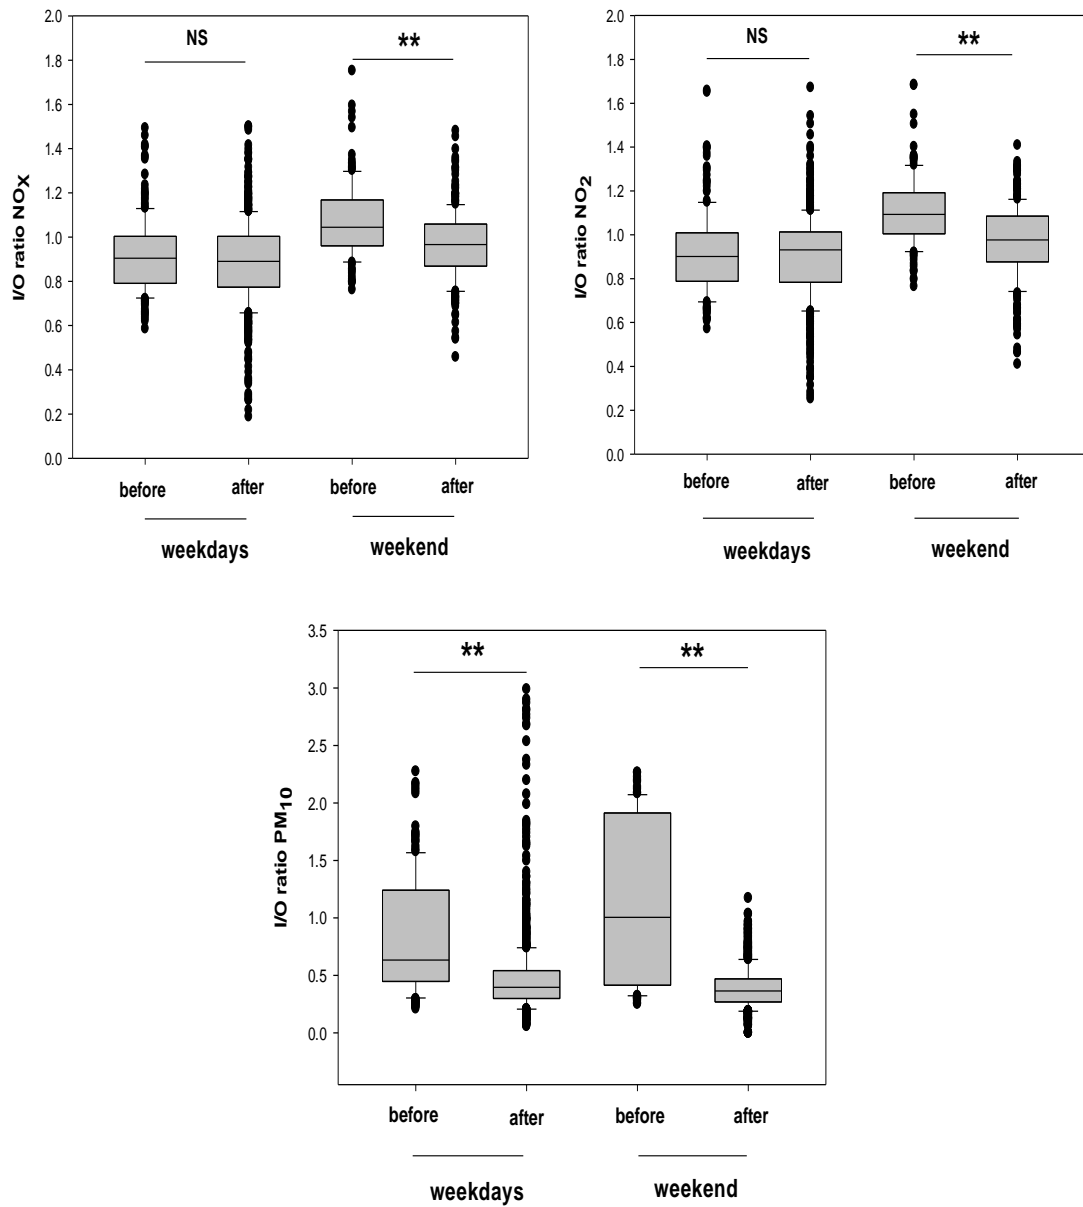 2.0
1.8
1.6
1.4
1.2
1.0
0.8
0.6
0.4
0.2
0.0
I/O ratio NOX
NS
**
before
after
before
after
weekdays
weekend
2.0
1.8
1.6
1.4
1.2
1.0
0.8
0.6
0.4
0.2
0.0
I/O ratio NO2
NS
**
before
after
before
after
weekdays
weekend
3.5
3.0
2.5
2.0
1.5
1.0
0.5
0.0
I/O ratio PM10
**
**
before
after
before
after
weekdays
weekend